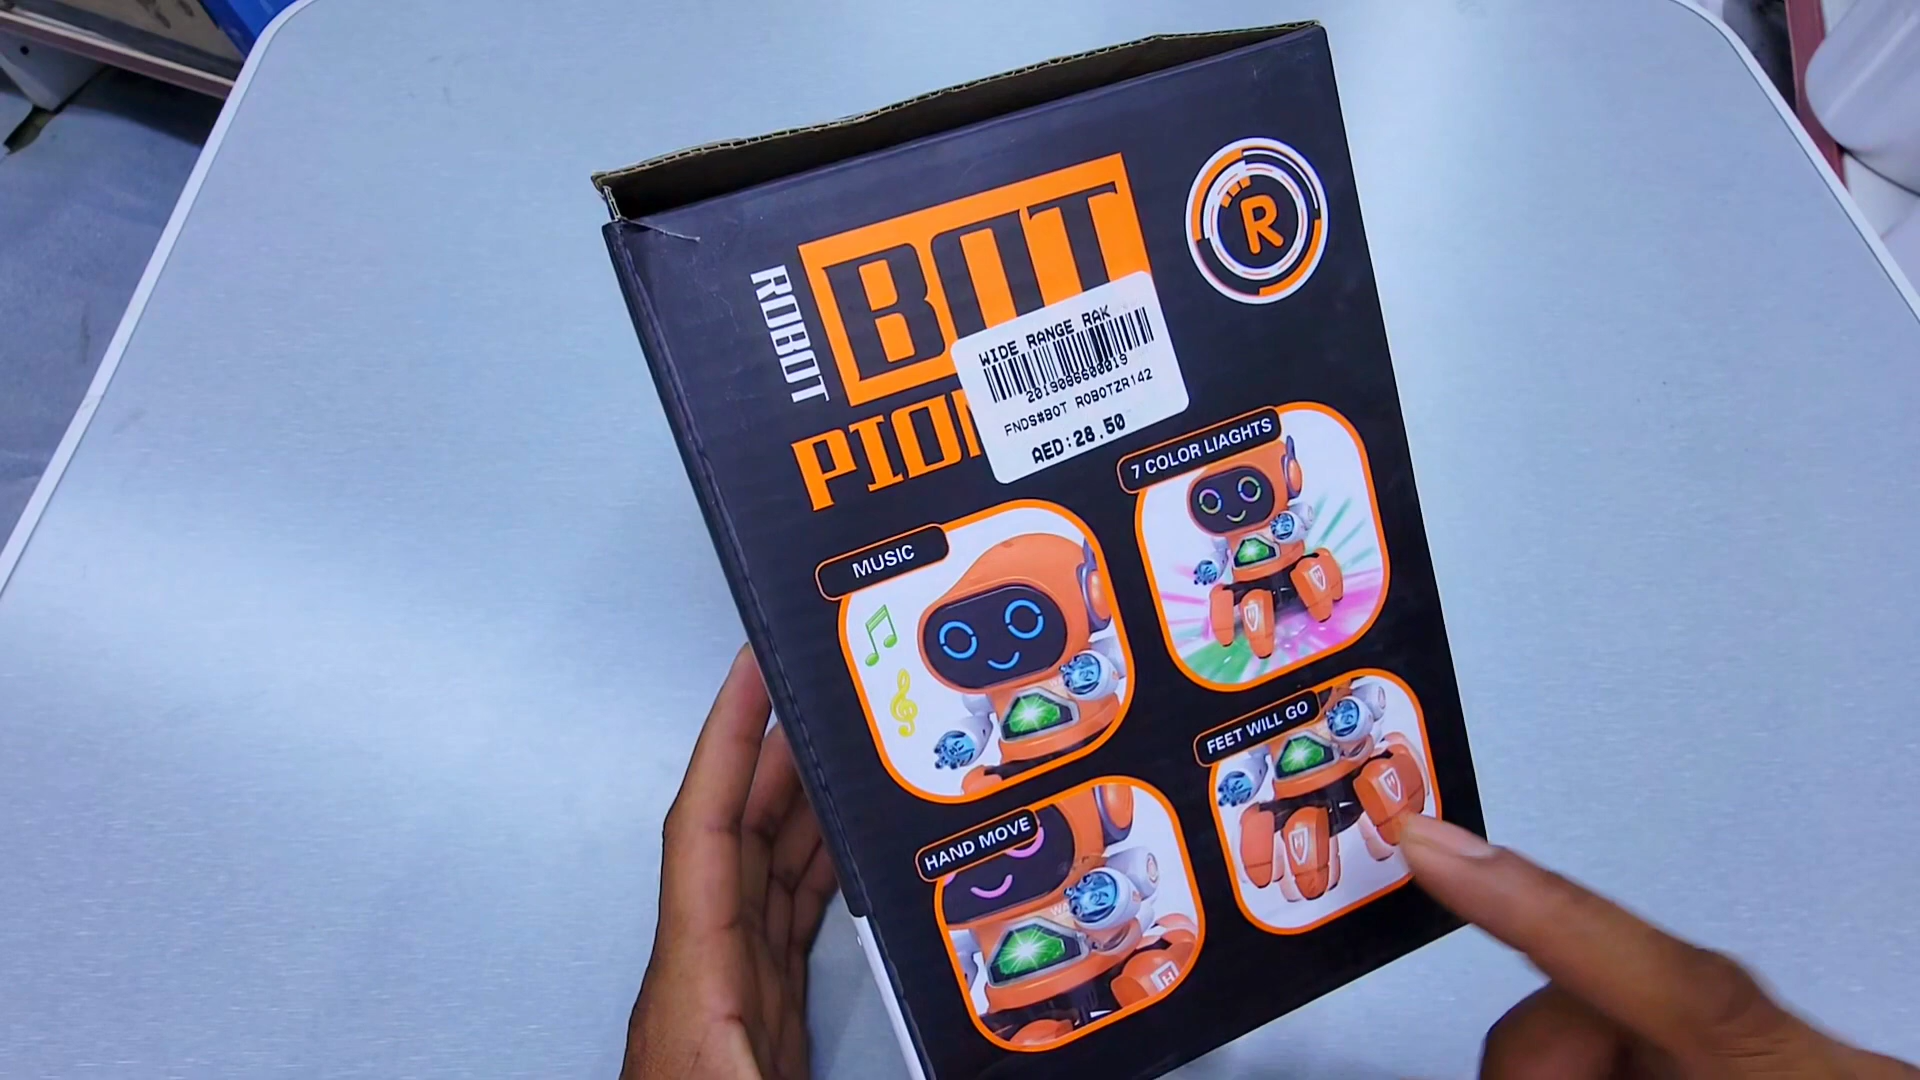 ROBOT
BOT
R
WIDE RANGE RAK
2019086600019
FNDS#BOT ROBOTZR142
AED:28.50
7 COLOR LIAGHTS
MUSIC
FEET WILL GO
HAND MOVE
H
H
H